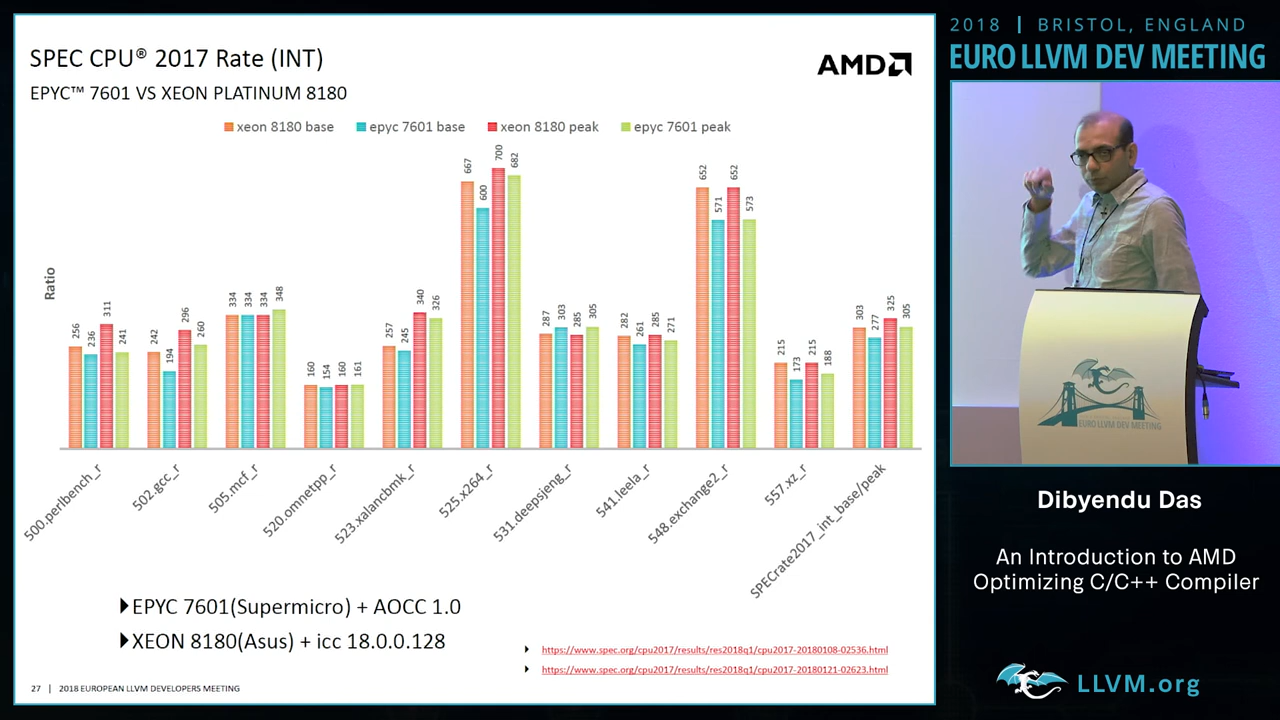 SPEC CPU® 2017 Rate (INT)
EPYC™ 7601 VS XEON PLATINUM 8180
AMD
xeon 8180 base epyc 7601 base xeon 8180 peak epyc 7601 peak
Ratio
256 236 311 241
242 194 296 260
334 334 334 348
160 154 160 161
257 245 340 326
667 600 700 682
287 303 285 305
282 261 285 271
652 571 652 573
215 173 215 188
303 277 325 305
500.perlbench_r
502.gcc_r
505.mcf_r
520.omnetpp_r
523.xalancbmk_r
525.x264_r
531.deepsjeng_r
541.leela_r
548.exchange2_r
557.xz_r
SPECrate2017_int_base/peak
EPYC 7601(Supermicro) + AOCC 1.0
XEON 8180(Asus) + icc 18.0.0.128
https://www.spec.org/cpu2017/results/res2018q1/cpu2017-20180108-02536.html
https://www.spec.org/cpu2017/results/res2018q1/cpu2017-20180121-02623.html
27 | 2018 EUROPEAN LLVM DEVELOPERS MEETING
2018 | BRISTOL, ENGLAND
EURO LLVM DEV MEETING
EURO LLVM DEV MEETING
Dibyendu Das
An Introduction to AMD
Optimizing C/C++ Compiler
LLVM.org